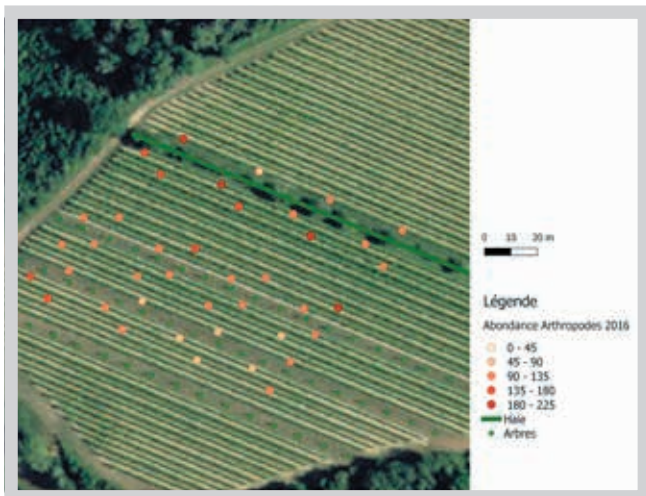 0 15 30 m
Légende
Abondance Arthropodes 2016
0 - 45
45 - 90
90 - 135
135 - 180
180 - 225
Haie
Arbres